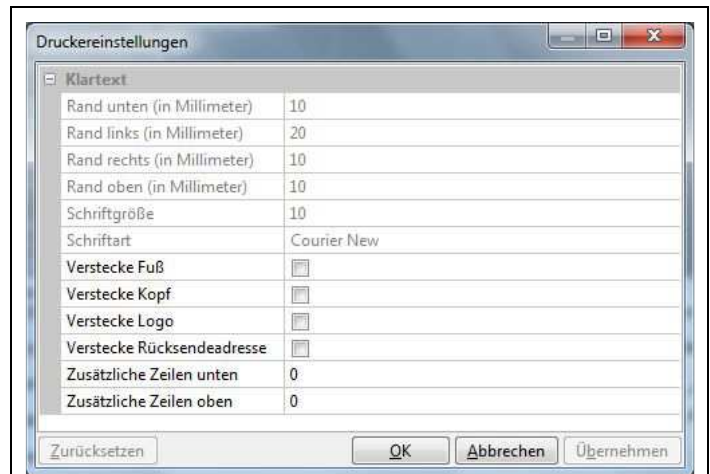 Druckereinstellungen
Klartext
Rand unten (in Millimeter) 10
Rand links (in Millimeter) 20
Rand rechts (in Millimeter) 10
Rand oben (in Millimeter) 10
Schriftgröße 10
Schriftart Courier New
Verstecke Fuß
Verstecke Kopf
Verstecke Logo
Verstecke Rücksendeadresse
Zusätzliche Zeilen unten 0
Zusätzliche Zeilen oben 0
Zurücksetzen OK Abbrechen Übernehmen